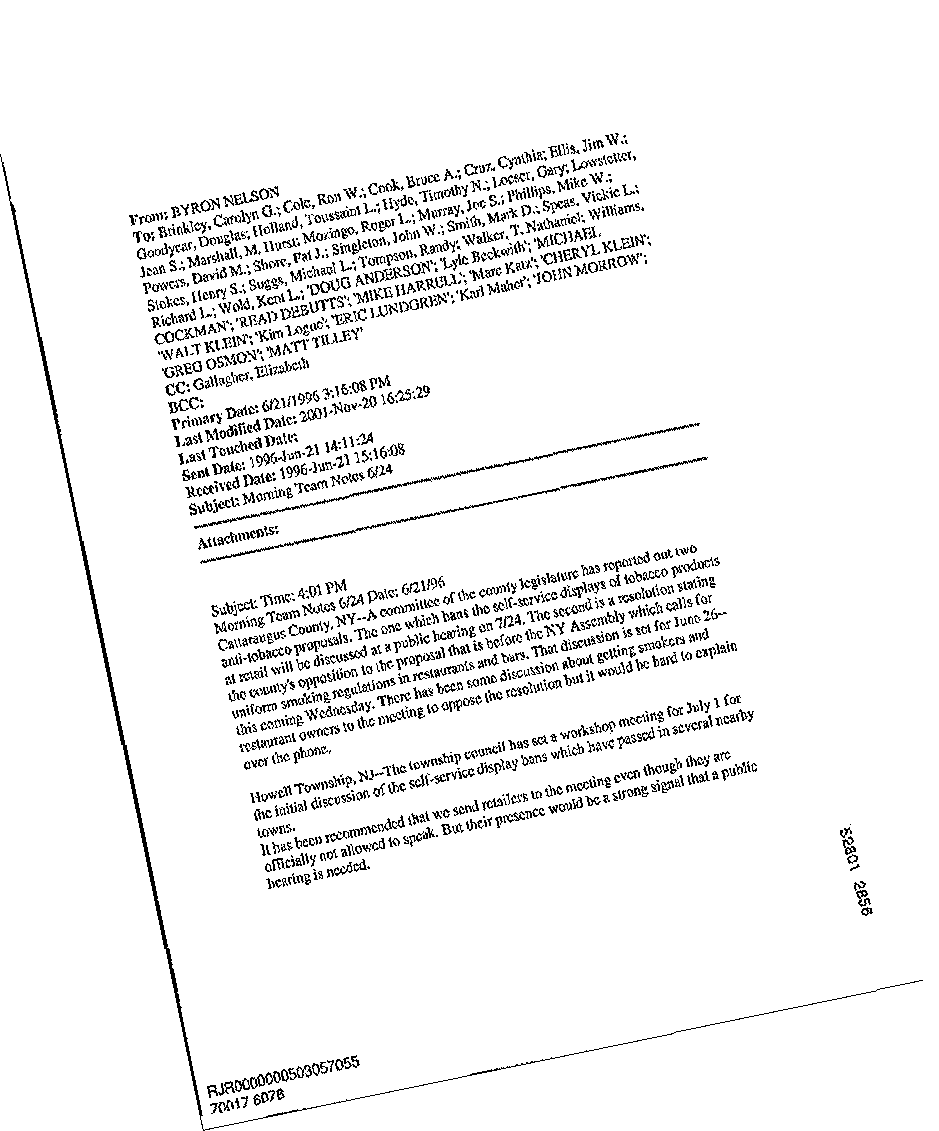 From: BYRON NELSON
To: Brinkley, Carolyn G.; Cole, Ron W.; Cook, Bruce A.; Cruz, Cynthia; Ellis, Jim W.;
Goodyear, Douglas; Holland, Toussaint L.; Hyde, Timothy N.; Loeser, Gary; Lowstetter,
Jean S.; Marshall, M. Hurst; Mozingo, Roger L.; Murray, Joe S.; Phillips, Mike W.;
Powers, David M.; Shore, Pat J.; Singleton, John W.; Smith, Mark D.; Speas, Vickie L.;
Stokes, Henry S.; Suggs, Michael L.; Tompson, Randy; Walker, T. Nathaniel; Williams,
Richard L.; Wold, Kent L.; 'DOUG ANDERSON'; 'Lyle Beckwith'; 'MICHAEL
COCKMAN'; 'READ DEBUTTS'; 'MIKE HARRELL'; 'Marc Katz'; 'CHERYL KLEIN';
'WALT KLEIN'; 'Kim Logue'; 'ERIC LUNDGREN'; 'Karl Maher'; 'JOHN MORROW';
'GREG OSMON'; 'MATT TILLEY'
CC: Gallagher, Elizabeth
BCC:
Primary Date: 6/21/1996 3:16:08 PM
Last Modified Date: 2001-Nov-20 16:25:29
Last Touched Date:
Sent Date: 1996-Jun-21 14:11:24
Received Date: 1996-Jun-21 15:16:08
Subject: Morning Team Notes 6/24
Attachments:
Subject: Time: 4:01 PM
Morning Team Notes 6/24 Date: 6/21/96
Cattaraugus County, NY--A committee of the county legislature has reported out two
anti-tobacco proposals. The one which bans the self-service displays of tobacco products
at retail will be discussed at a public hearing on 7/24. The second is a resolution stating
the county's opposition to the proposal that is before the NY Assembly which calls for
uniform smoking regulations in restaurants and bars. That discussion is set for June 26--
this coming Wednesday. There has been some discussion about getting smokers and
restaurant owners to the meeting to oppose the resolution but it would be hard to explain
over the phone.
Howell Township, NJ--The township council has set a workshop meeting for July 1 for
the initial discussion of the self-service display bans which have passed in several nearby
towns.
It has been recommended that we send retailers to the meeting even though they are
officially not allowed to speak. But their presence would be a strong signal that a public
hearing is needed.
52801 2856
RJR0000000503057055
70017 6076